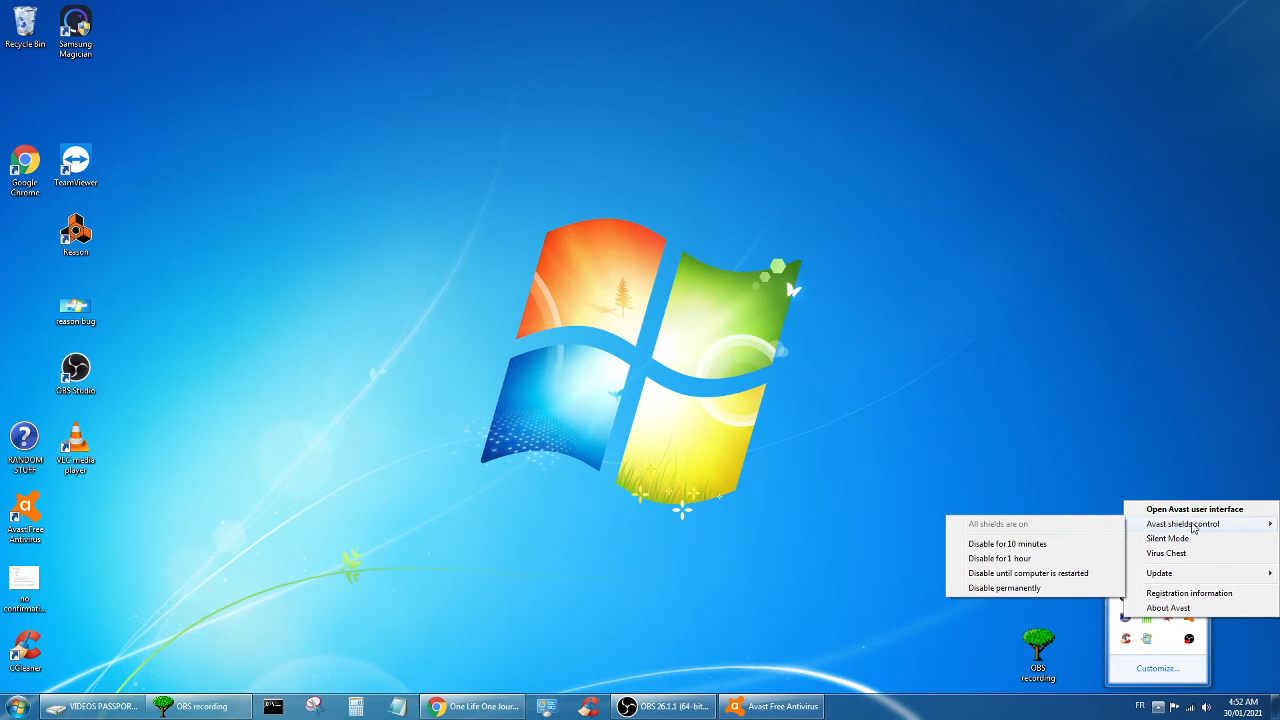 Recycle Bin
Samsung
Magician
Google
Chrome
TeamViewer
Reason
reason bug
OBS Studio
RANDOM
STUFF
VLC media
player
Avast Free
Antivirus
no
confirmati...
CCleaner
Open Avast user interface
Avast shields control
Silent Mode
Virus Chest
Update
Registration information
About Avast
All shields are on
Disable for 10 minutes
Disable for 1 hour
Disable until computer is restarted
Disable permanently
OBS
recording
Customize...
VIDEOS PASSPOR...
OBS recording
One Life One Jour...
OBS 26.1.1 (64-bit...
Avast Free Antivirus
FR
4:52 AM
30/01/2021